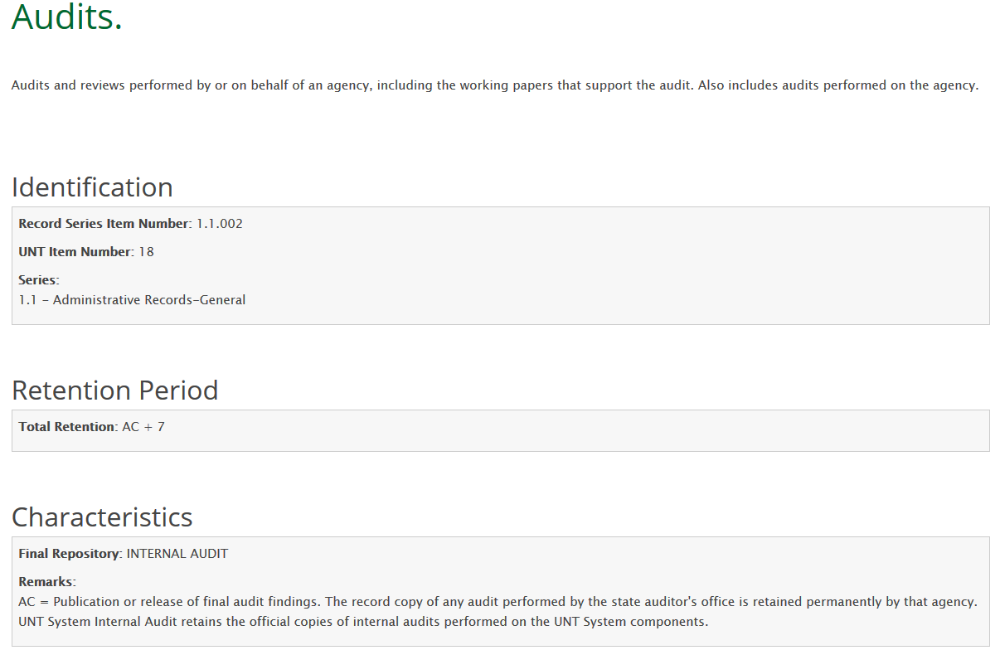 Audits.
Audits and reviews performed by or on behalf of an agency, including the working papers that support the audit. Also includes audits performed on the agency.
Identification
Record Series Item Number: 1.1.002
UNT Item Number: 18
Series:
1.1 – Administrative Records–General
Retention Period
Total Retention: AC + 7
Characteristics
Final Repository: INTERNAL AUDIT
Remarks:
AC = Publication or release of final audit findings. The record copy of any audit performed by the state auditor's office is retained permanently by that agency.
UNT System Internal Audit retains the official copies of internal audits performed on the UNT System components.